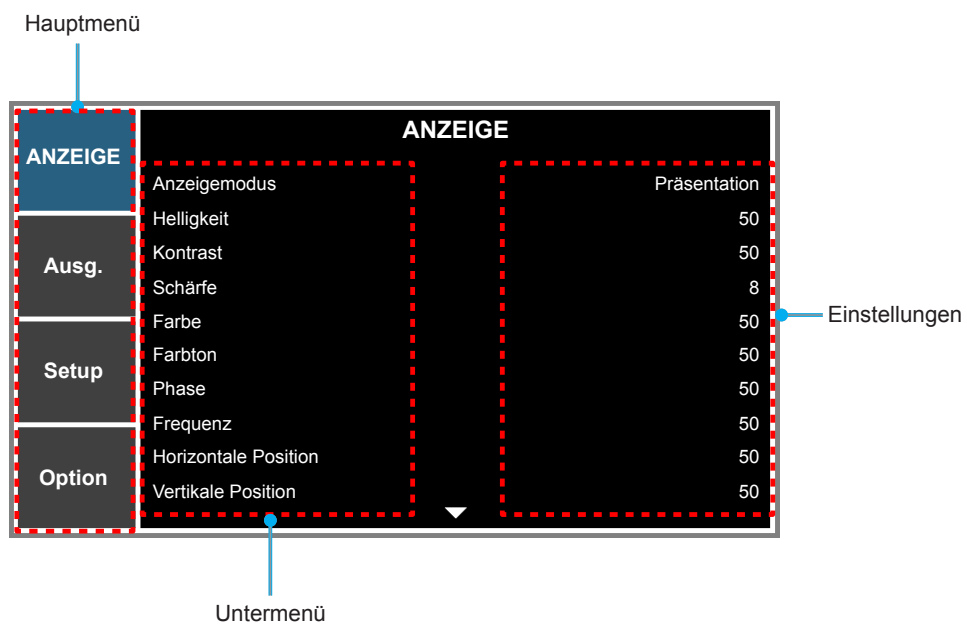 Hauptmenü
ANZEIGE
ANZEIGE
Ausg.
Setup
Option
Anzeigemodus Präsentation
Helligkeit 50
Kontrast 50
Schärfe 8
Farbe 50
Farbton 50
Phase 50
Frequenz 50
Horizontale Position 50
Vertikale Position 50
Einstellungen
Untermenü